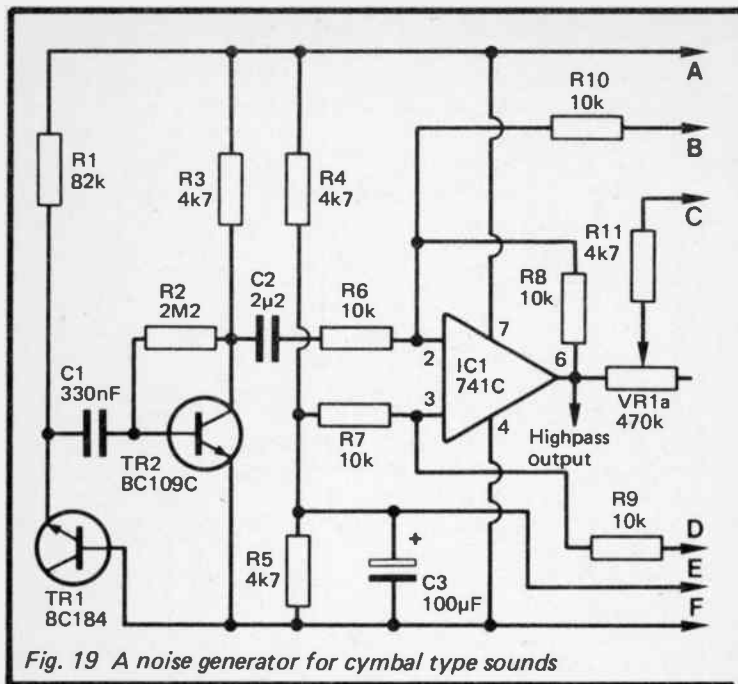 A
R10
10k
B
R1
82k
R3
4k7
R4
4k7
C
R11
4k7
R2
2M2
C2
2µ2
R6
10k
R8
10k
C1
330nF
2
7
IC1
741C
6
3
4
VR1a
470k
Highpass
output
TR2
BC109C
R7
10k
R9
10k
D
R5
4k7
+
C3
100µF
E
TR1
BC184
F
Fig. 19 A noise generator for cymbal type sounds